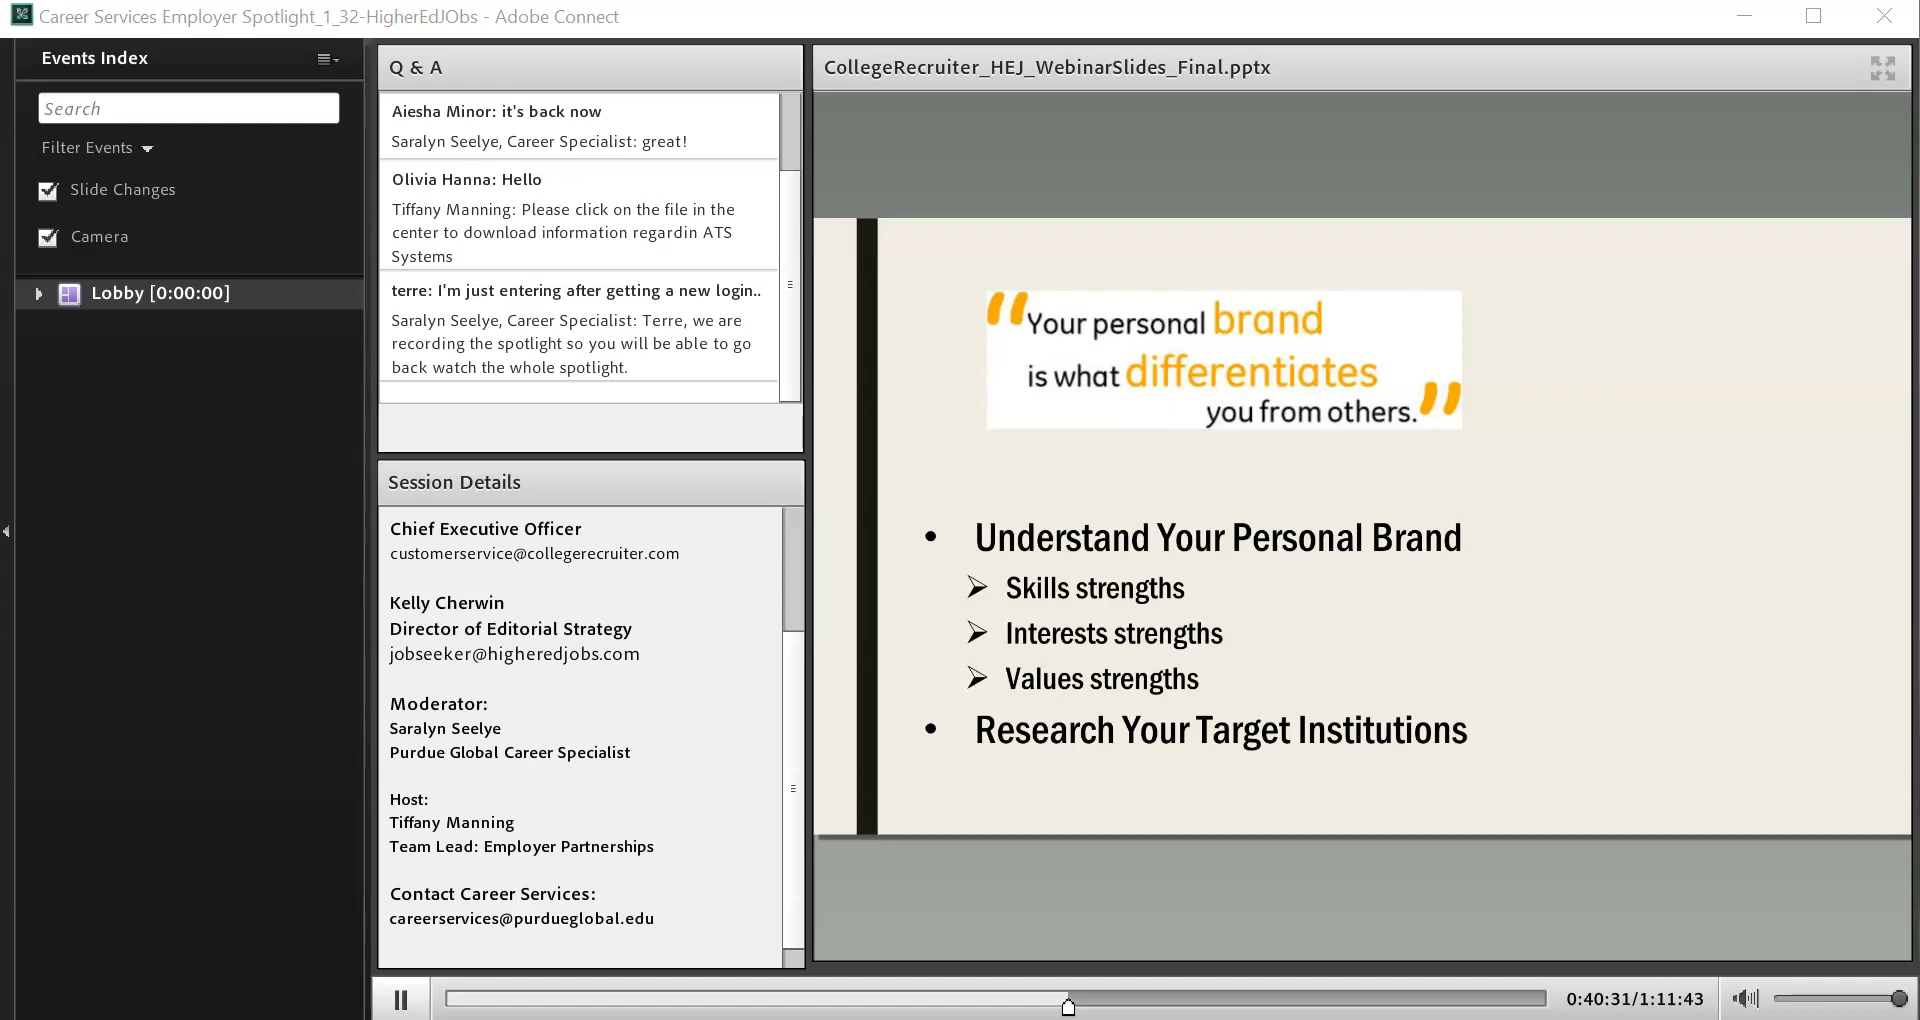 Career Services Employer Spotlight_1_32-HigherEdJObs - Adobe Connect
Events Index
Search
Filter Events
Slide Changes
Camera
Lobby [0:00:00]
Q & A
Aiesha Minor: it's back now
Saralyn Seelye, Career Specialist: great!
Olivia Hanna: Hello
Tiffany Manning: Please click on the file in the
center to download information regardin ATS
Systems
terre: I'm just entering after getting a new login..
Saralyn Seelye, Career Specialist: Terre, we are
recording the spotlight so you will be able to go
back watch the whole spotlight.
Session Details
Chief Executive Officer
customerservice@collegerecruiter.com
Kelly Cherwin
Director of Editorial Strategy
jobseeker@higheredjobs.com
Moderator:
Saralyn Seelye
Purdue Global Career Specialist
Host:
Tiffany Manning
Team Lead: Employer Partnerships
Contact Career Services:
careerservices@purdueglobal.edu
CollegeRecruiter_HEJ_WebinarSlides_Final.pptx
"Your personal brand
is what differentiates
you from others."
• Understand Your Personal Brand
➢ Skills strengths
➢ Interests strengths
➢ Values strengths
• Research Your Target Institutions
0:40:31/1:11:43